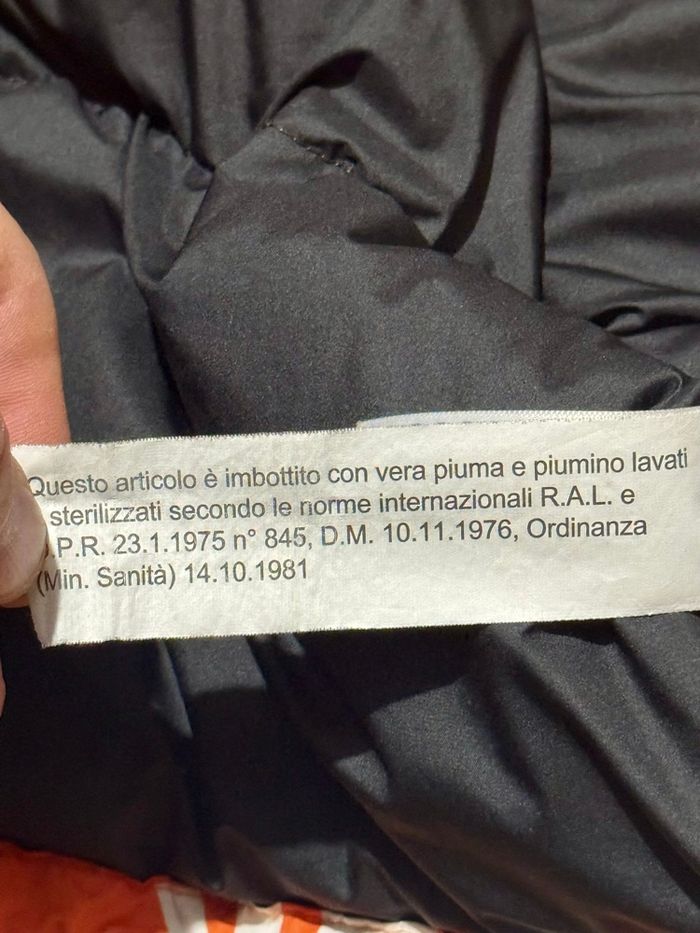 Questo articolo è imbottito con vera piuma e piumino lavati
sterilizzati secondo le norme internazionali R.A.L. e
.P.R. 23.1.1975 n° 845, D.M. 10.11.1976, Ordinanza
(Min. Sanità) 14.10.1981